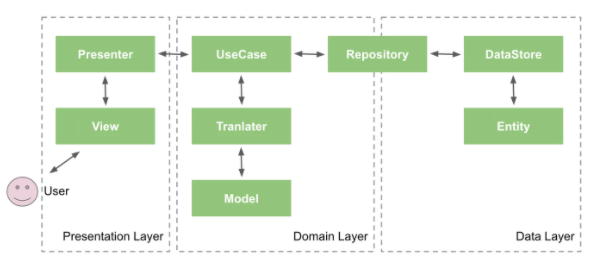 Presenter
UseCase
Repository
DataStore
View
Tranlater
Entity
User
Model
Presentation Layer
Domain Layer
Data Layer